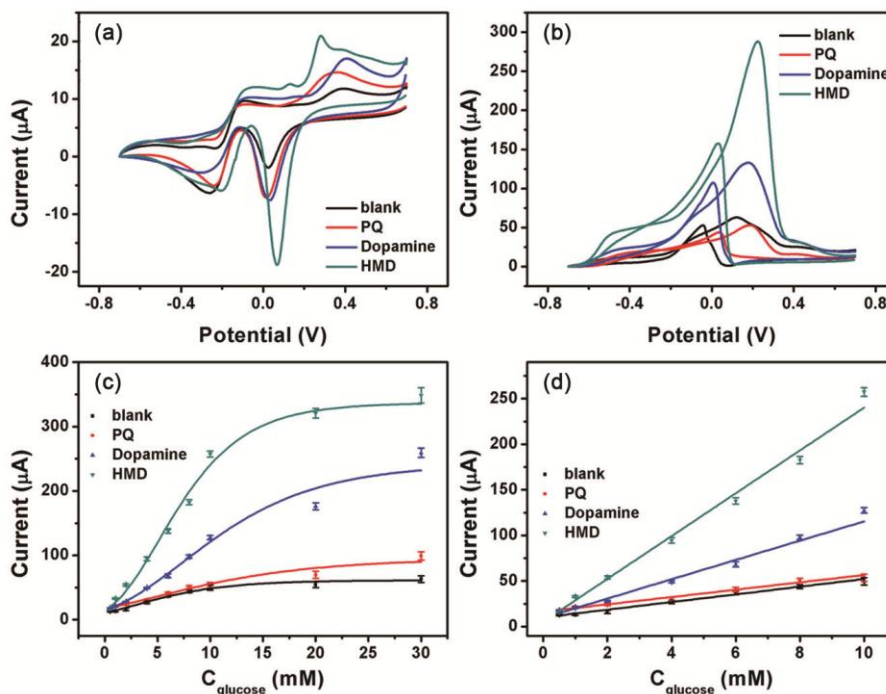 (a)
Current (μA)
20
10
0
-10
-20
blank
PQ
Dopamine
HMD
-0.8
-0.4
0.0
0.4
0.8
Potential (V)
(b)
Current (μA)
300
250
200
150
100
50
0
blank
PQ
Dopamine
HMD
-0.8
-0.4
0.0
0.4
0.8
Potential (V)
(c)
Current (μA)
400
300
200
100
0
blank
PQ
Dopamine
HMD
0
5
10
15
20
25
30
C glucose (mM)
(d)
Current (μA)
250
200
150
100
50
0
blank
PQ
Dopamine
HMD
0
2
4
6
8
10
C glucose (mM)